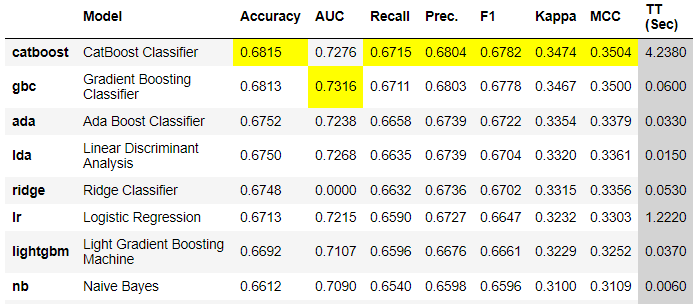 Model Accuracy AUC Recall Prec. F1 Kappa MCC TT (Sec)
catboost CatBoost Classifier 0.6815 0.7276 0.6715 0.6804 0.6782 0.3474 0.3504 4.2380
gbc Gradient Boosting Classifier 0.6813 0.7316 0.6711 0.6803 0.6778 0.3467 0.3500 0.0600
ada Ada Boost Classifier 0.6752 0.7238 0.6658 0.6739 0.6722 0.3354 0.3379 0.0330
lda Linear Discriminant Analysis 0.6750 0.7268 0.6635 0.6739 0.6704 0.3320 0.3361 0.0150
ridge Ridge Classifier 0.6748 0.0000 0.6632 0.6736 0.6702 0.3315 0.3356 0.0530
lr Logistic Regression 0.6713 0.7215 0.6590 0.6727 0.6647 0.3232 0.3303 1.2220
lightgbm Light Gradient Boosting Machine 0.6692 0.7107 0.6596 0.6676 0.6661 0.3229 0.3252 0.0370
nb Naive Bayes 0.6612 0.7090 0.6540 0.6598 0.6596 0.3100 0.3109 0.0060